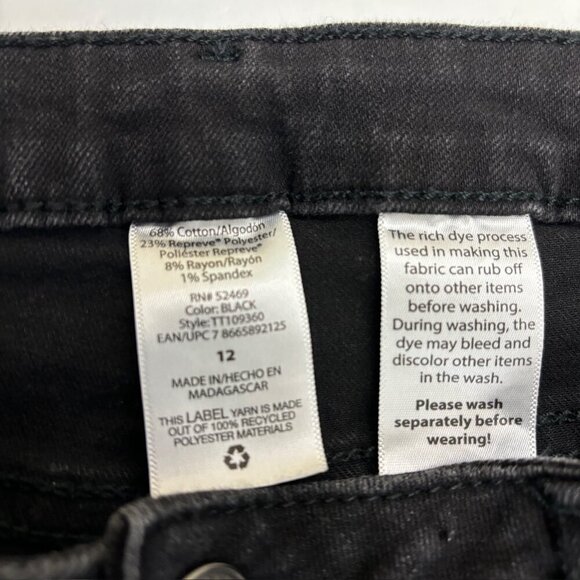 68% Cotton/Algodón
23% Repreve® Polyester/
Poliéster Repreve®
8% Rayon/Rayón
1% Spandex
RN# 52469
Color: BLACK
Style: TT109360
EAN/UPC 7 8665892125
12
MADE IN/HECHO EN
MADAGASCAR
THIS LABEL YARN IS MADE
OUT OF 100% RECYCLED
POLYESTER MATERIALS
The rich dye process
used in making this
fabric can rub off
onto other items
before washing.
During washing, the
dye may bleed and
discolor other items
in the wash.
Please wash
separately before
wearing!